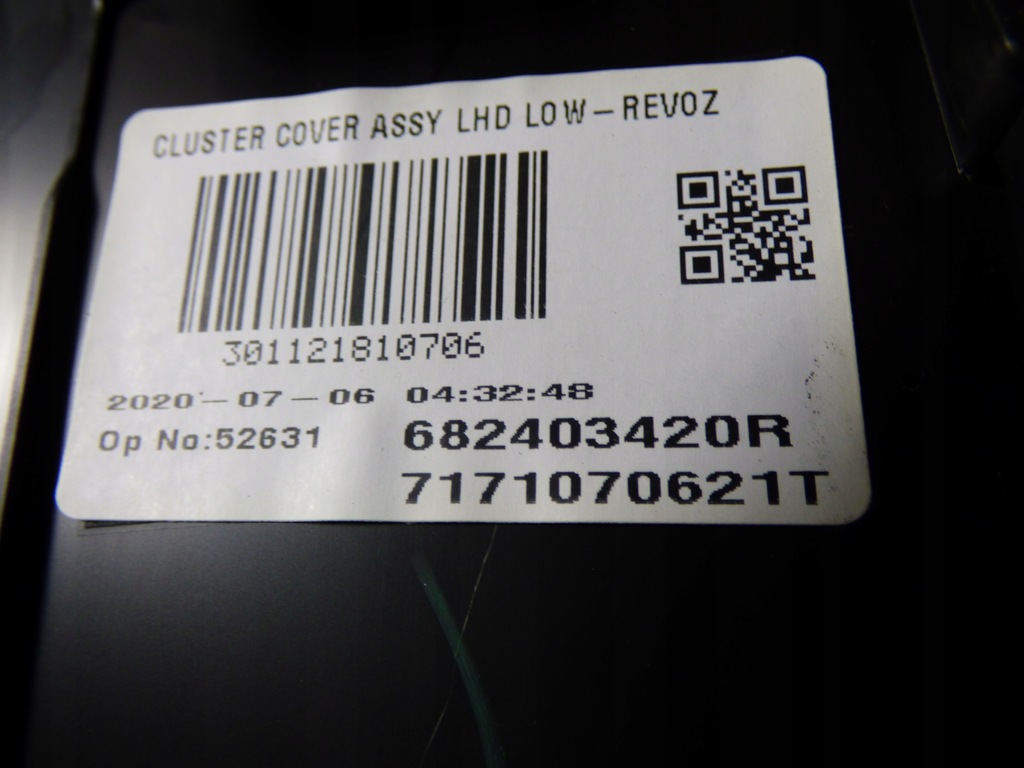 CLUSTER COVER ASSY LHD LOW-REVOZ
301121810706
2020-07-06 04:32:48
Op No:52631 682403420R
7171070621T